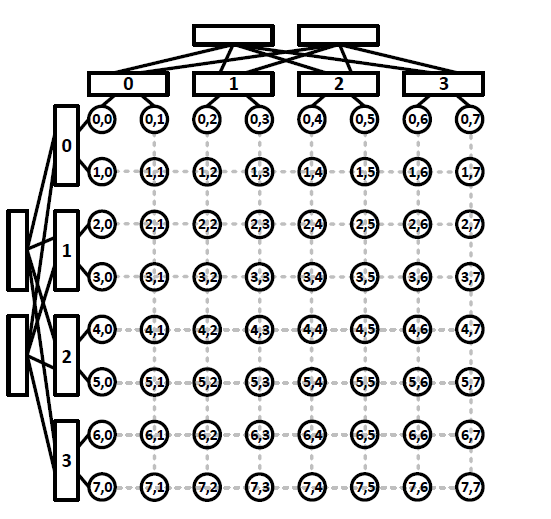 0 1 2 3
0
0,0 0,1 0,2 0,3 0,4 0,5 0,6 0,7
1,0 1,1 1,2 1,3 1,4 1,5 1,6 1,7
1
2,0 2,1 2,2 2,3 2,4 2,5 2,6 2,7
3,0 3,1 3,2 3,3 3,4 3,5 3,6 3,7
2
4,0 4,1 4,2 4,3 4,4 4,5 4,6 4,7
5,0 5,1 5,2 5,3 5,4 5,5 5,6 5,7
3
6,0 6,1 6,2 6,3 6,4 6,5 6,6 6,7
7,0 7,1 7,2 7,3 7,4 7,5 7,6 7,7